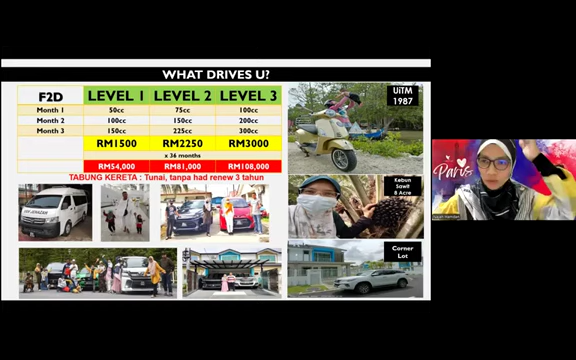 WHAT DRIVES U?
F2D LEVEL 1 LEVEL 2 LEVEL 3
Month 1 50cc 75cc 100cc
Month 2 100cc 150cc 200cc
Month 3 150cc 225cc 300cc
RM1500 RM2250 RM3000
x 36 months
RM54,000 RM81,000 RM108,000
TABUNG KERETA : Tunai, tanpa had renew 3 tahun
UiTM
1987
Kebun
Sawit
8 Acre
Corner
Lot
Paris